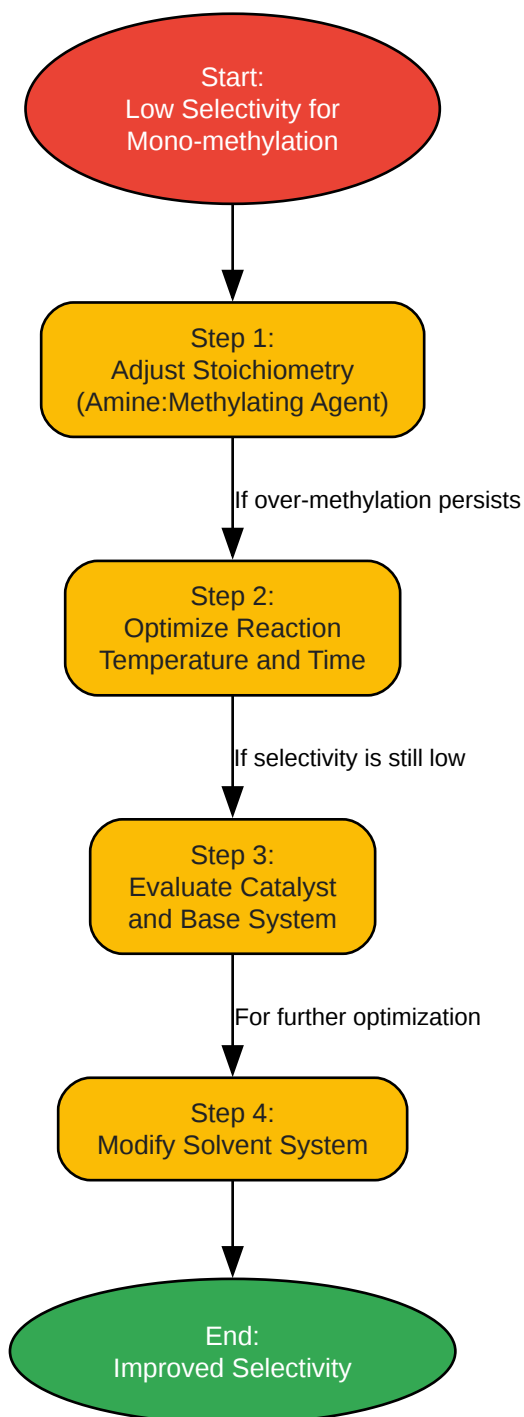 Start:
Low Selectivity for
Mono-methylation
Step 1:
Adjust Stoichiometry
(Amine:Methylating Agent)
If over-methylation persists
Step 2:
Optimize Reaction
Temperature and Time
If selectivity is still low
Step 3:
Evaluate Catalyst
and Base System
For further optimization
Step 4:
Modify Solvent System
End:
Improved Selectivity